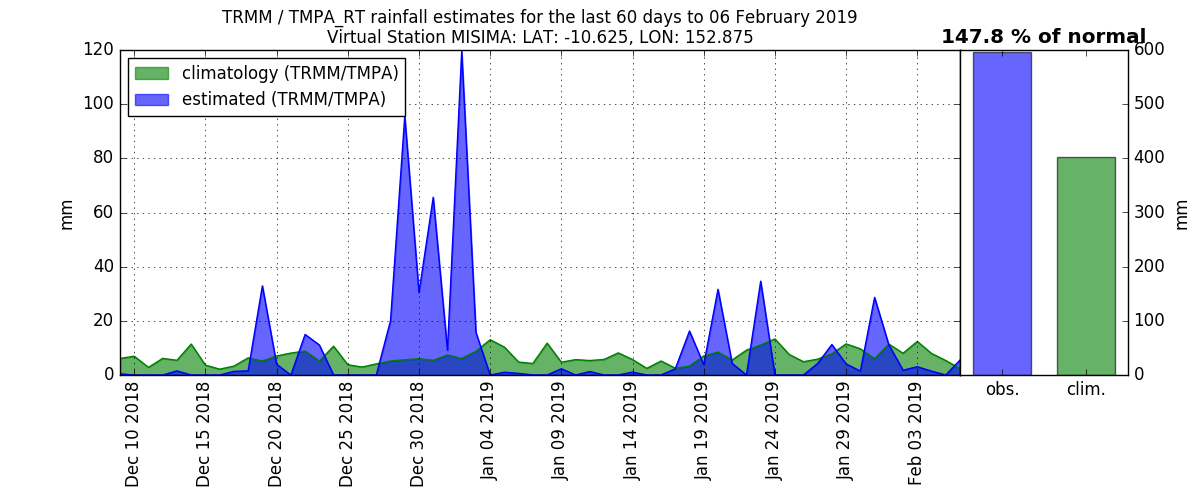 TRMM / TMPA_RT rainfall estimates for the last 60 days to 06 February 2019
Virtual Station MISIMA: LAT: -10.625, LON: 152.875
147.8 % of normal
climatology (TRMM/TMPA)
estimated (TRMM/TMPA)
mm
120
100
80
60
40
20
0
Dec 10 2018
Dec 15 2018
Dec 20 2018
Dec 25 2018
Dec 30 2018
Jan 04 2019
Jan 09 2019
Jan 14 2019
Jan 19 2019
Jan 24 2019
Jan 29 2019
Feb 03 2019
obs.
clim.
600
500
400
300
200
100
0
mm